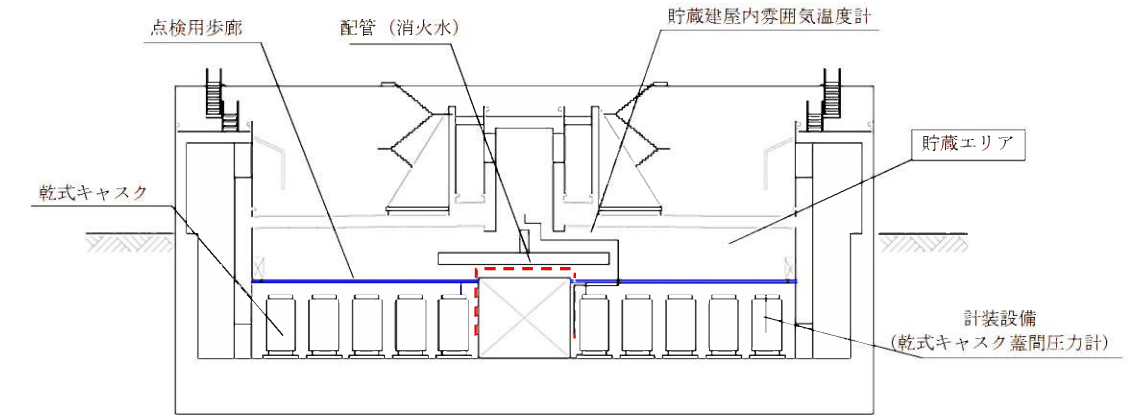 点検用歩廊
配管（消火水）
貯蔵建屋内雰囲気温度計
貯蔵エリア
乾式キャスク
計装設備
（乾式キャスク蓋間圧力計）